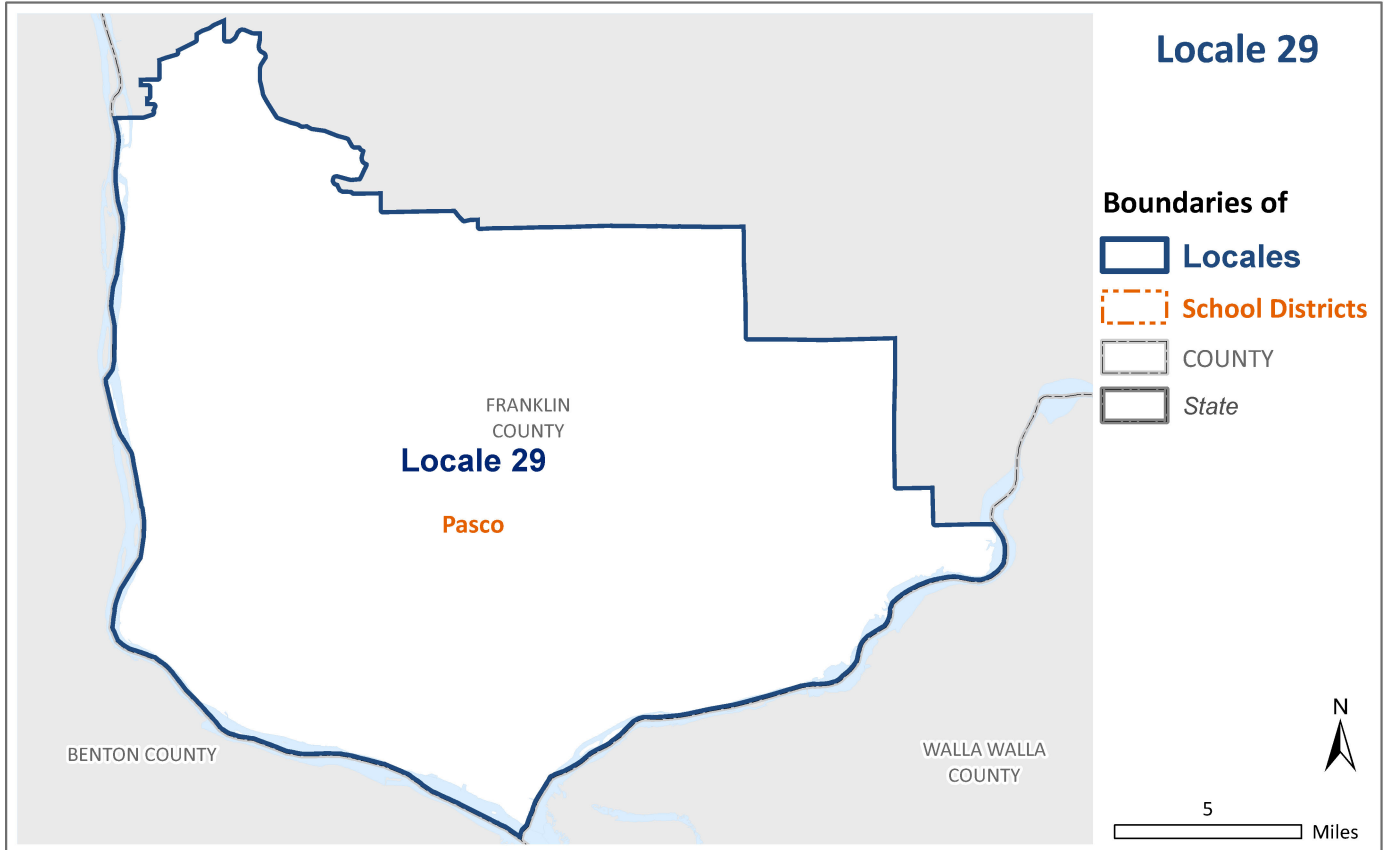 Locale 29
Boundaries of
Locales
School Districts
COUNTY
State
FRANKLIN
COUNTY
Locale 29
Pasco
BENTON COUNTY
WALLA WALLA
COUNTY
N
5
Miles